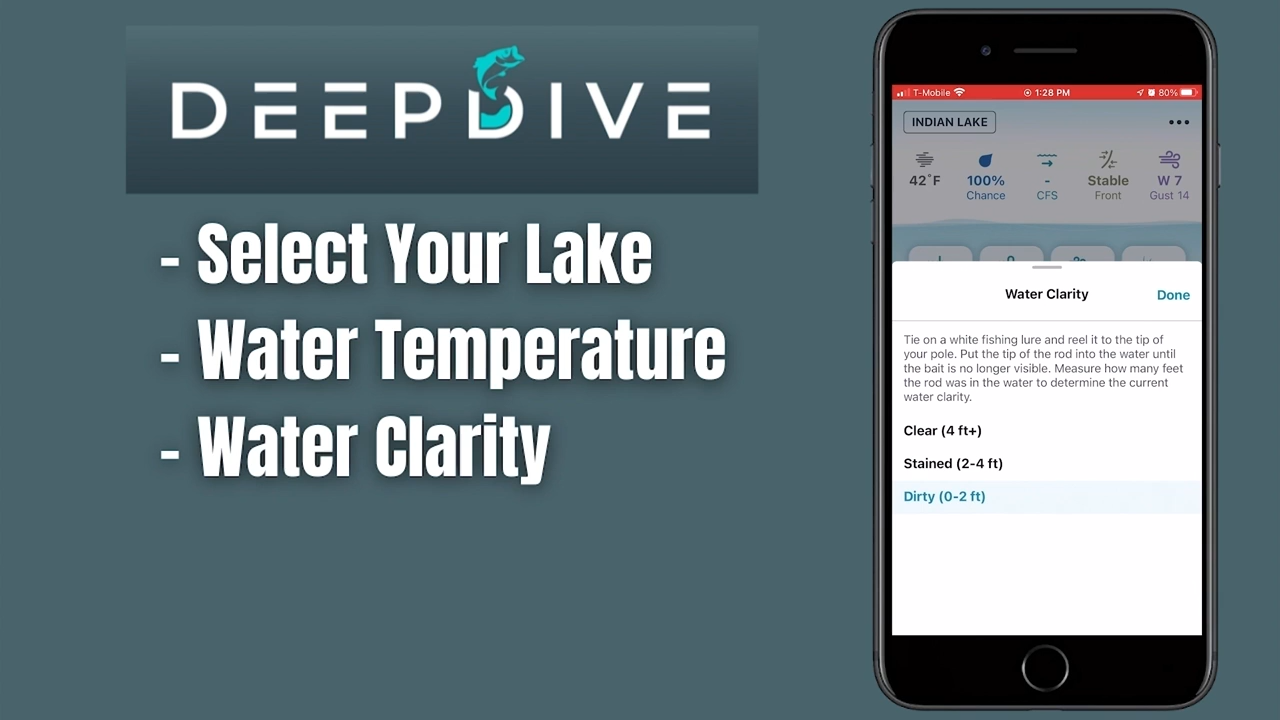 DEEPDIVE
- Select Your Lake
- Water Temperature
- Water Clarity
T-Mobile 1:28 PM 80%
INDIAN LAKE
42°F 100% - Stable W 7
Chance CFS Front Gust 14
Water Clarity Done
Tie on a white fishing lure and reel it to the tip of
your pole. Put the tip of the rod into the water until
the bait is no longer visible. Measure how many feet
the rod was in the water to determine the current
water clarity.
Clear (4 ft+)
Stained (2-4 ft)
Dirty (0-2 ft)